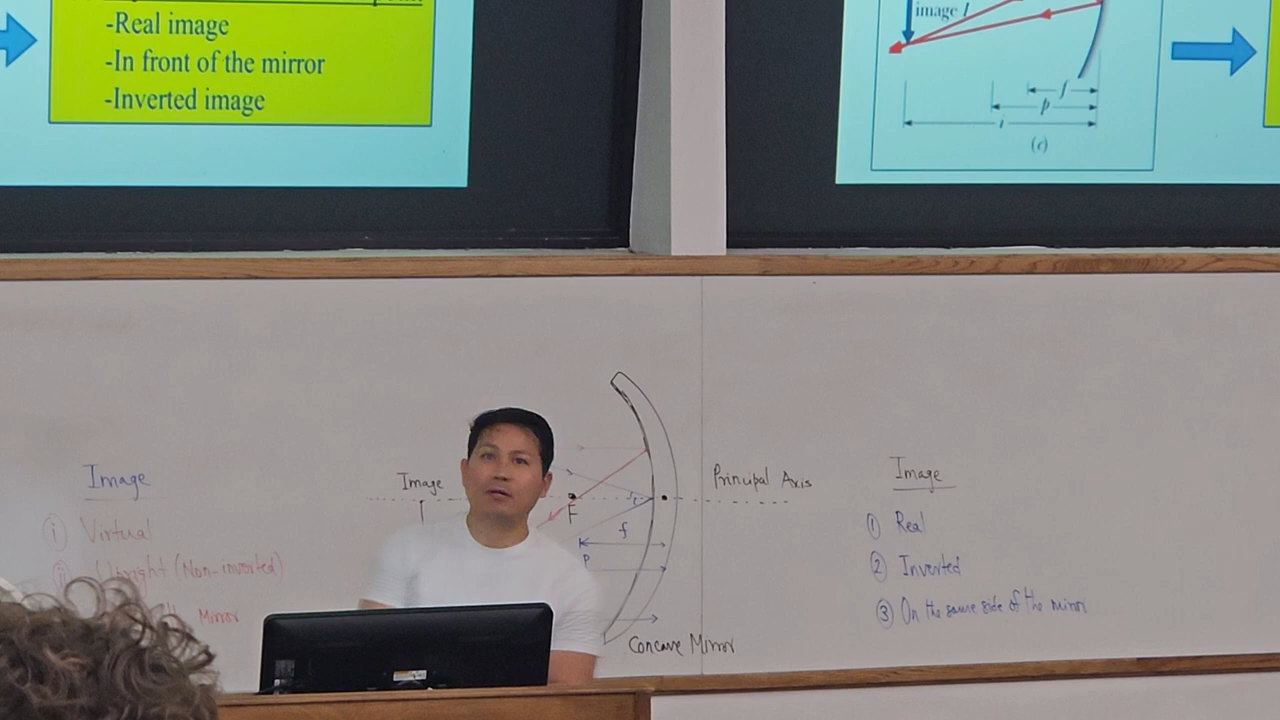 -Real image
-In front of the mirror
-Inverted image
image I
f
p
i
(c)
Image
i Virtual
ii Upright (Non-inverted)
Mirror
Image
I
F
f
P
Principal Axis
Concave Mirror
Image
1 Real
2 Inverted
3 On the same side of the mirror